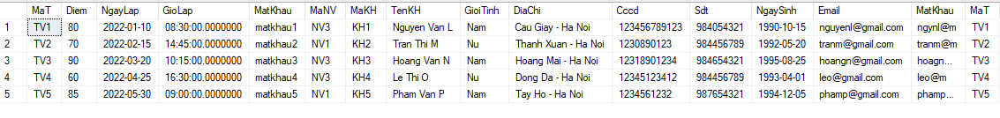 MaT Diem NgayLap GioLap MatKhau MaNV MaKH TenKH GioiTinh DiaChi Cccd Sdt NgaySinh Email MatKhau MaT
1 TV1 80 2022-01-10 08:30:00.0000000 matkhau1 NV3 KH1 Nguyen Van L Nam Cau Giay - Ha Noi 123456789123 984054321 1990-10-15 nguyenl@gmail.com ngynl@m TV1
2 TV2 70 2022-02-15 14:45:00.0000000 matkhau2 NV1 KH2 Tran Thi M Nu Thanh Xuan - Ha Noi 1230890123 984456789 1992-05-20 tranm@gmail.com tranm@m TV2
3 TV3 90 2022-03-20 10:15:00.0000000 matkhau3 NV3 KH3 Hoang Van N Nam Hoang Mai - Ha Noi 12318901234 984654321 1995-08-25 hoangn@gmail.com hoagn... TV3
4 TV4 60 2022-04-25 16:30:00.0000000 matkhau4 NV3 KH4 Le Thi O Nu Dong Da - Ha Noi 12345123412 984456789 1993-04-01 leo@gmail.com leo@m TV4
5 TV5 85 2022-05-30 09:00:00.0000000 matkhau5 NV1 KH5 Pham Van P Nam Tay Ho - Ha Noi 1234561232 987654321 1994-12-05 phamp@gmail.com phamp... TV5